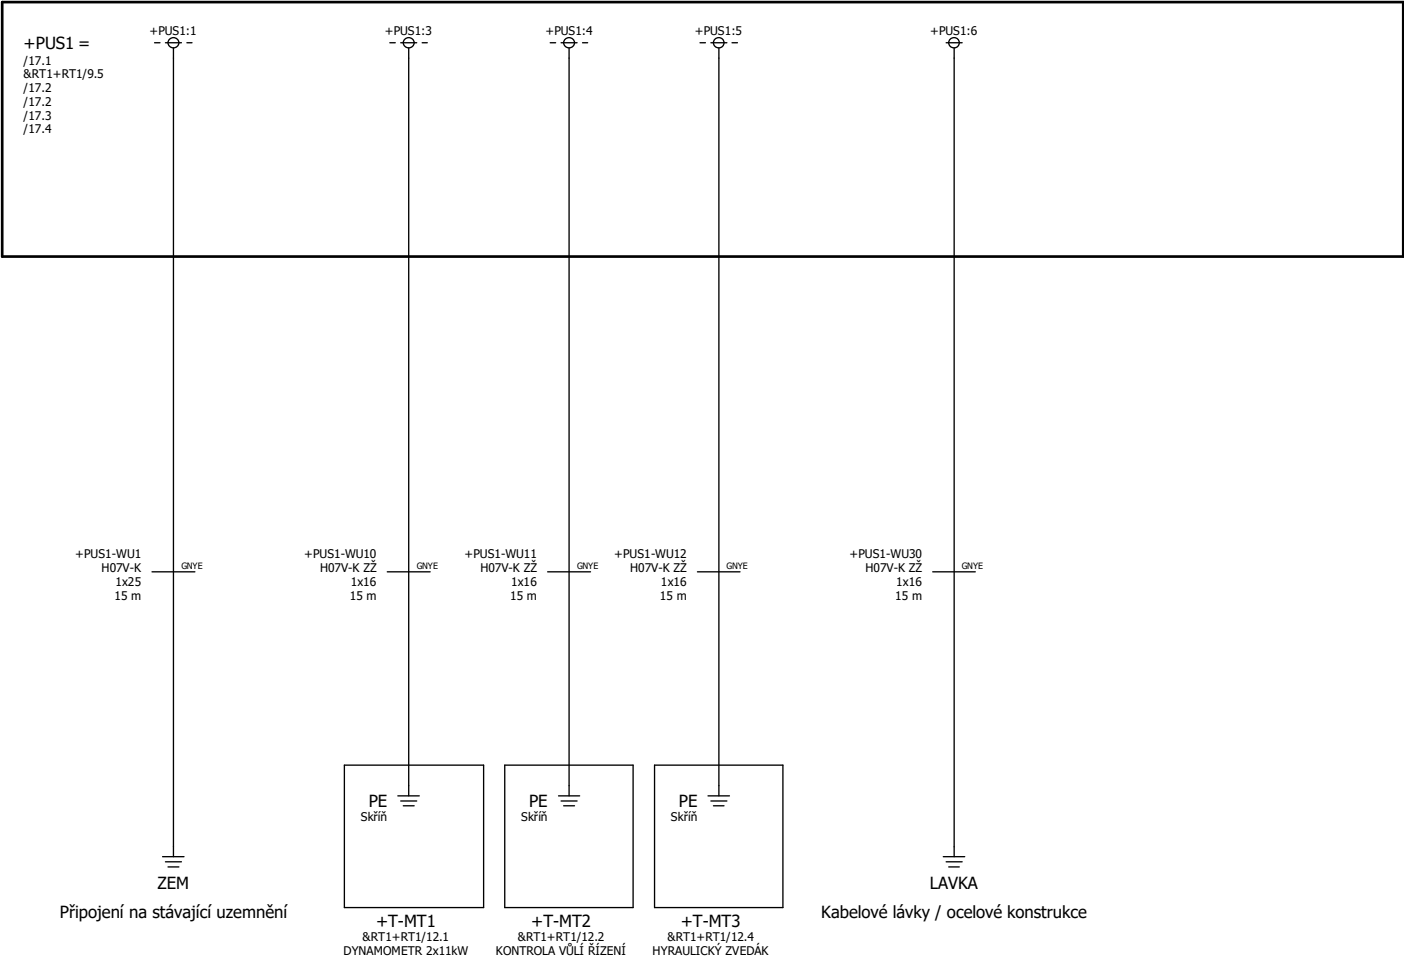 +PUS1:1
+PUS1:3
+PUS1:4
+PUS1:5
+PUS1:6
+PUS1 =
/17.1
&RT1+RT1/9.5
/17.2
/17.2
/17.3
/17.4
+PUS1-WU1
H07V-K
1x25
15 m
GNYE
+PUS1-WU10
H07V-K ZŽ
1x16
15 m
GNYE
+PUS1-WU11
H07V-K ZŽ
1x16
15 m
GNYE
+PUS1-WU12
H07V-K ZŽ
1x16
15 m
GNYE
+PUS1-WU30
H07V-K ZŽ
1x16
15 m
GNYE
ZEM
Připojení na stávající uzemnění
PE
Skříň
+T-MT1
&RT1+RT1/12.1
DYNAMOMETR 2x11kW
PE
Skříň
+T-MT2
&RT1+RT1/12.2
KONTROLA VŮLÍ ŘÍZENÍ
PE
Skříň
+T-MT3
&RT1+RT1/12.4
HYRAULICKÝ ZVEDÁK
LAVKA
Kabelové lávky / ocelové konstrukce